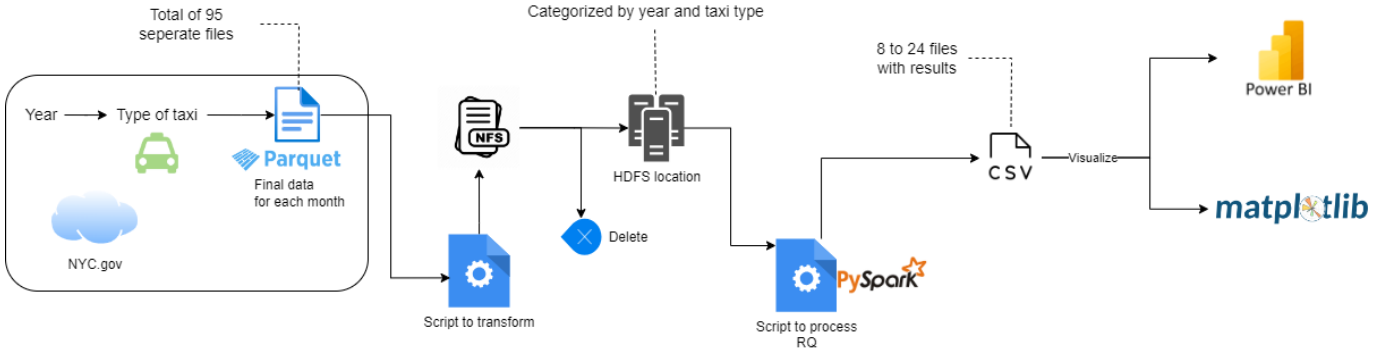 Total of 95
seperate files
Categorized by year and taxi type
8 to 24 files
with results
Power BI
Year
Type of taxi
Parquet
Final data
for each month
NYC.gov
NFS
HDFS location
Delete
Script to transform
PySpark
Script to process
RQ
CSV
Visualize
matplotlib